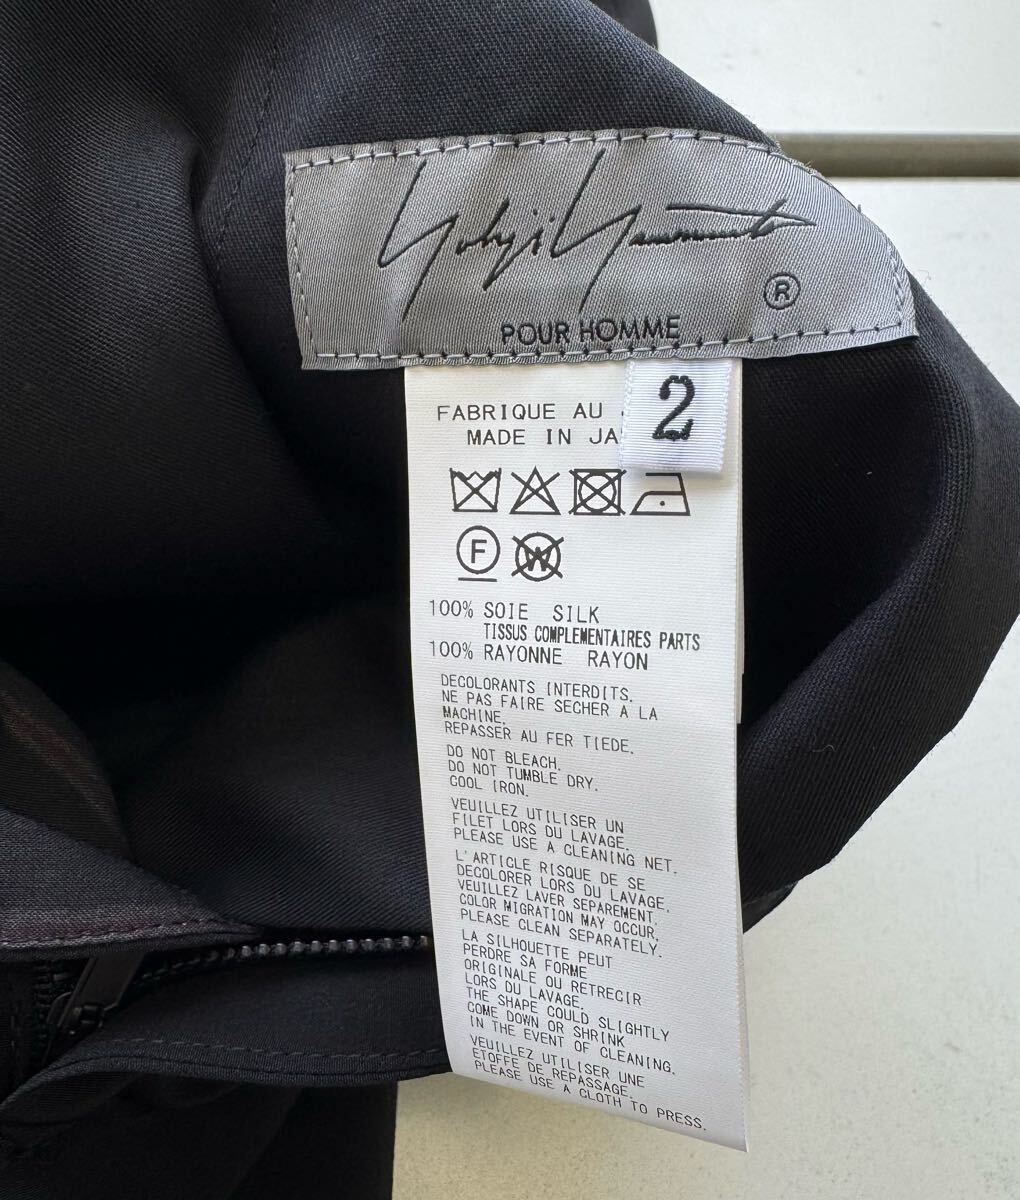 Yohji Yamamoto
®
POUR HOMME
2
FABRIQUE AU
MADE IN JA
F
W
100% SOIE SILK
TISSUS COMPLEMENTAIRES PARTS
100% RAYONNE RAYON
DECOLORANTS INTERDITS.
NE PAS FAIRE SECHER A LA
MACHINE.
REPASSER AU FER TIEDE.
DO NOT BLEACH.
DO NOT TUMBLE DRY.
COOL IRON.
VEUILLEZ UTILISER UN
FILET LORS DU LAVAGE.
PLEASE USE A CLEANING NET.
L'ARTICLE RISQUE DE SE
DECOLORER LORS DU LAVAGE.
VEUILLEZ LAVER SEPAREMENT.
COLOR MIGRATION MAY OCCUR.
PLEASE CLEAN SEPARATELY.
LA SILHOUETTE PEUT
PERDRE SA FORME
ORIGINALE OU RETRECIR
LORS DU LAVAGE.
THE SHAPE COULD SLIGHTLY
COME DOWN OR SHRINK
IN THE EVENT OF CLEANING.
VEUILLEZ UTILISER UNE
ETOFFE DE REPASSAGE.
PLEASE USE A CLOTH TO PRESS.